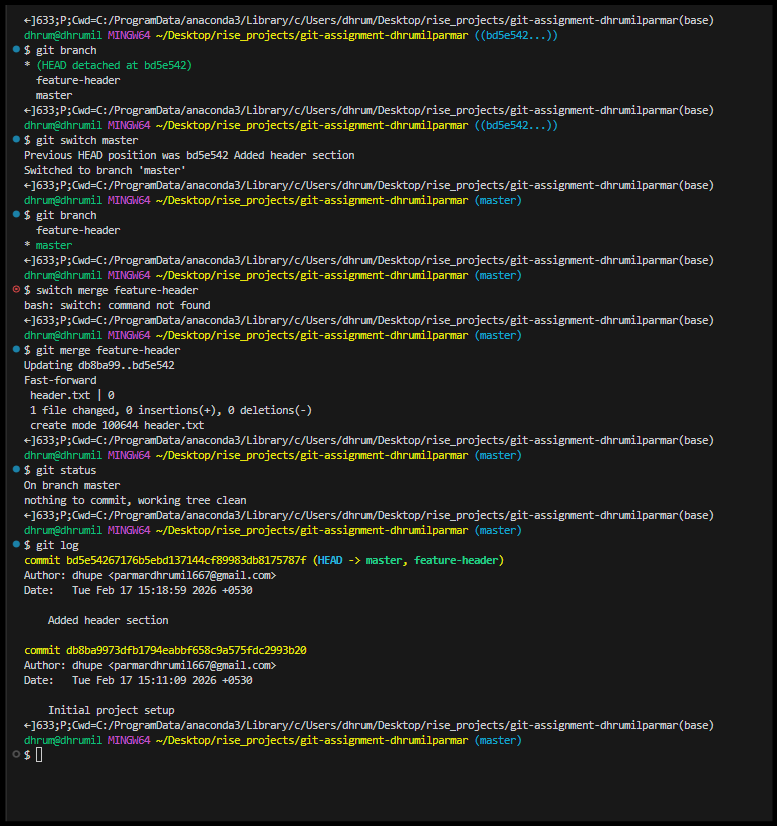 ←]633;P;Cwd=C:/ProgramData/anaconda3/Library/c/Users/dhrum/Desktop/rise_projects/git-assignment-dhrumilparmar(base)
dhrum@dhrumil MINGW64 ~/Desktop/rise_projects/git-assignment-dhrumilparmar ((bd5e542...))
$ git branch
* (HEAD detached at bd5e542)
  feature-header
  master
←]633;P;Cwd=C:/ProgramData/anaconda3/Library/c/Users/dhrum/Desktop/rise_projects/git-assignment-dhrumilparmar(base)
dhrum@dhrumil MINGW64 ~/Desktop/rise_projects/git-assignment-dhrumilparmar ((bd5e542...))
$ git switch master
Previous HEAD position was bd5e542 Added header section
Switched to branch 'master'
←]633;P;Cwd=C:/ProgramData/anaconda3/Library/c/Users/dhrum/Desktop/rise_projects/git-assignment-dhrumilparmar(base)
dhrum@dhrumil MINGW64 ~/Desktop/rise_projects/git-assignment-dhrumilparmar (master)
$ git branch
  feature-header
* master
←]633;P;Cwd=C:/ProgramData/anaconda3/Library/c/Users/dhrum/Desktop/rise_projects/git-assignment-dhrumilparmar(base)
dhrum@dhrumil MINGW64 ~/Desktop/rise_projects/git-assignment-dhrumilparmar (master)
$ switch merge feature-header
bash: switch: command not found
←]633;P;Cwd=C:/ProgramData/anaconda3/Library/c/Users/dhrum/Desktop/rise_projects/git-assignment-dhrumilparmar(base)
dhrum@dhrumil MINGW64 ~/Desktop/rise_projects/git-assignment-dhrumilparmar (master)
$ git merge feature-header
Updating db8ba99..bd5e542
Fast-forward
 header.txt | 0
 1 file changed, 0 insertions(+), 0 deletions(-)
 create mode 100644 header.txt
←]633;P;Cwd=C:/ProgramData/anaconda3/Library/c/Users/dhrum/Desktop/rise_projects/git-assignment-dhrumilparmar(base)
dhrum@dhrumil MINGW64 ~/Desktop/rise_projects/git-assignment-dhrumilparmar (master)
$ git status
On branch master
nothing to commit, working tree clean
←]633;P;Cwd=C:/ProgramData/anaconda3/Library/c/Users/dhrum/Desktop/rise_projects/git-assignment-dhrumilparmar(base)
dhrum@dhrumil MINGW64 ~/Desktop/rise_projects/git-assignment-dhrumilparmar (master)
$ git log
commit bd5e54267176b5ebd137144cf89983db8175787f (HEAD -> master, feature-header)
Author: dhupe <parmardhrumil667@gmail.com>
Date:   Tue Feb 17 15:18:59 2026 +0530

    Added header section

commit db8ba9973dfb1794eabbf658c9a575fdc2993b20
Author: dhupe <parmardhrumil667@gmail.com>
Date:   Tue Feb 17 15:11:09 2026 +0530

    Initial project setup
←]633;P;Cwd=C:/ProgramData/anaconda3/Library/c/Users/dhrum/Desktop/rise_projects/git-assignment-dhrumilparmar(base)
dhrum@dhrumil MINGW64 ~/Desktop/rise_projects/git-assignment-dhrumilparmar (master)
$